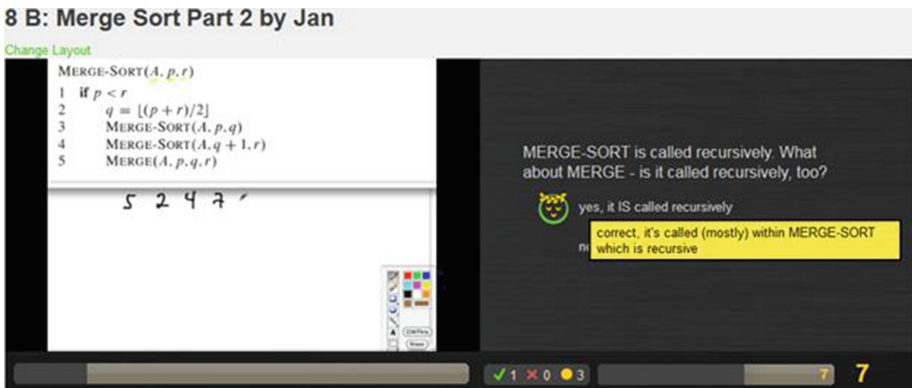 8 B: Merge Sort Part 2 by Jan
Change Layout
MERGE-SORT(A, p, r)
1 if p < r
2 q = ⌊(p + r)/2⌋
3 MERGE-SORT(A, p, q)
4 MERGE-SORT(A, q + 1, r)
5 MERGE(A, p, q, r)
5 2 4 7
MERGE-SORT is called recursively. What
about MERGE - is it called recursively, too?
yes, it IS called recursively
correct, it's called (mostly) within MERGE-SORT
which is recursive
✓ 1 ✗ 0 3
7 7